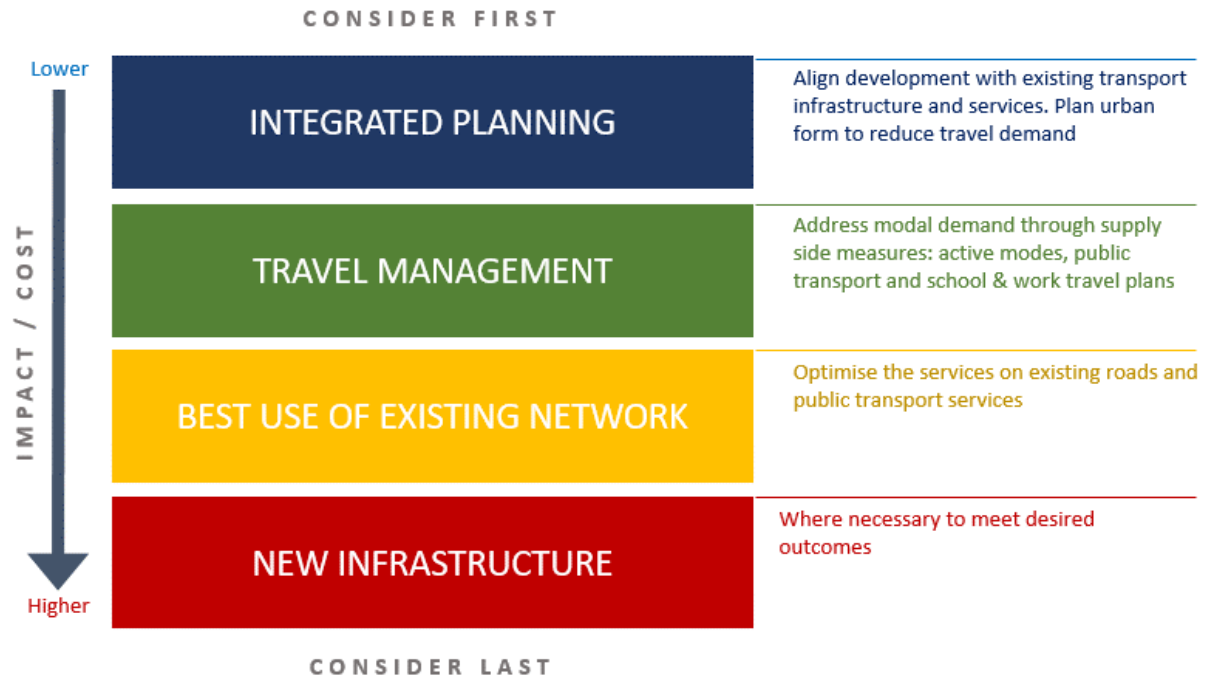 CONSIDER FIRST
Lower
INTEGRATED PLANNING
Align development with existing transport
infrastructure and services. Plan urban
form to reduce travel demand
TRAVEL MANAGEMENT
Address modal demand through supply
side measures: active modes, public
transport and school & work travel plans
IMPACT / COST
BEST USE OF EXISTING NETWORK
Optimise the services on existing roads and
public transport services
NEW INFRASTRUCTURE
Where necessary to meet desired
outcomes
Higher
CONSIDER LAST